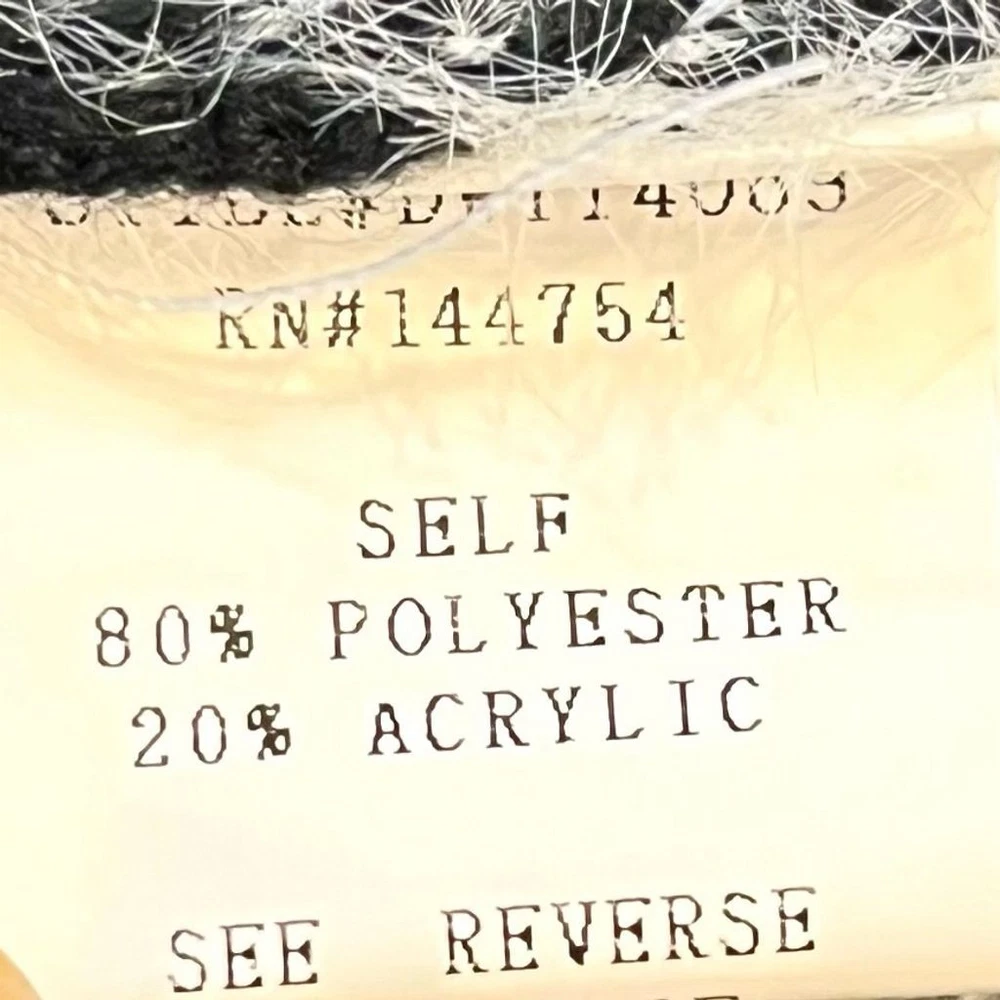 RN#144754
SELF
80% POLYESTER
20% ACRYLIC
SEE REVERSE